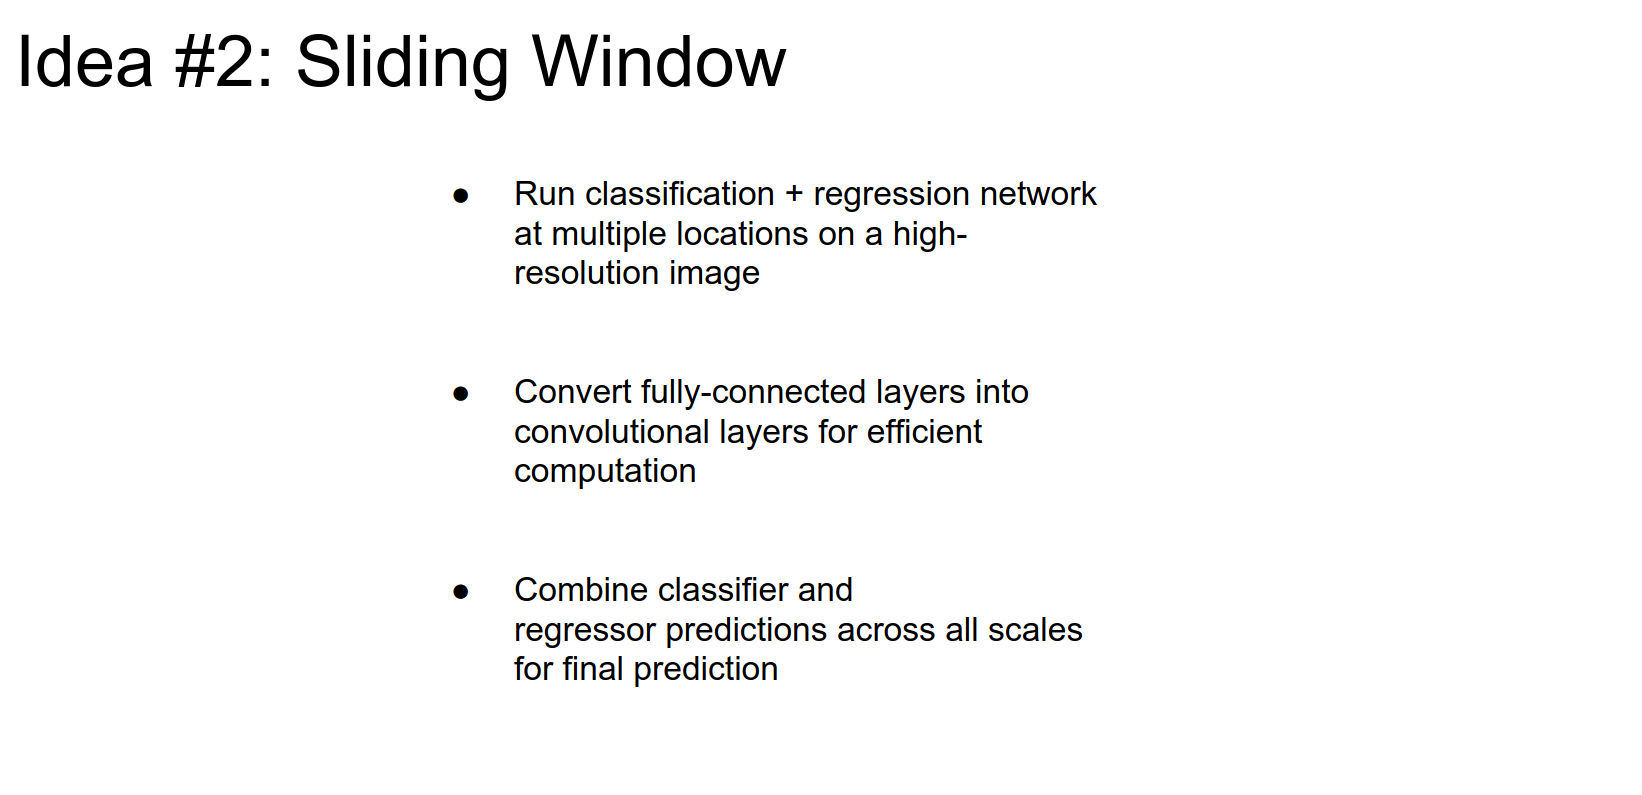 Idea #2: Sliding Window
● Run classification + regression network
at multiple locations on a high-
resolution image
● Convert fully-connected layers into
convolutional layers for efficient
computation
● Combine classifier and
regressor predictions across all scales
for final prediction